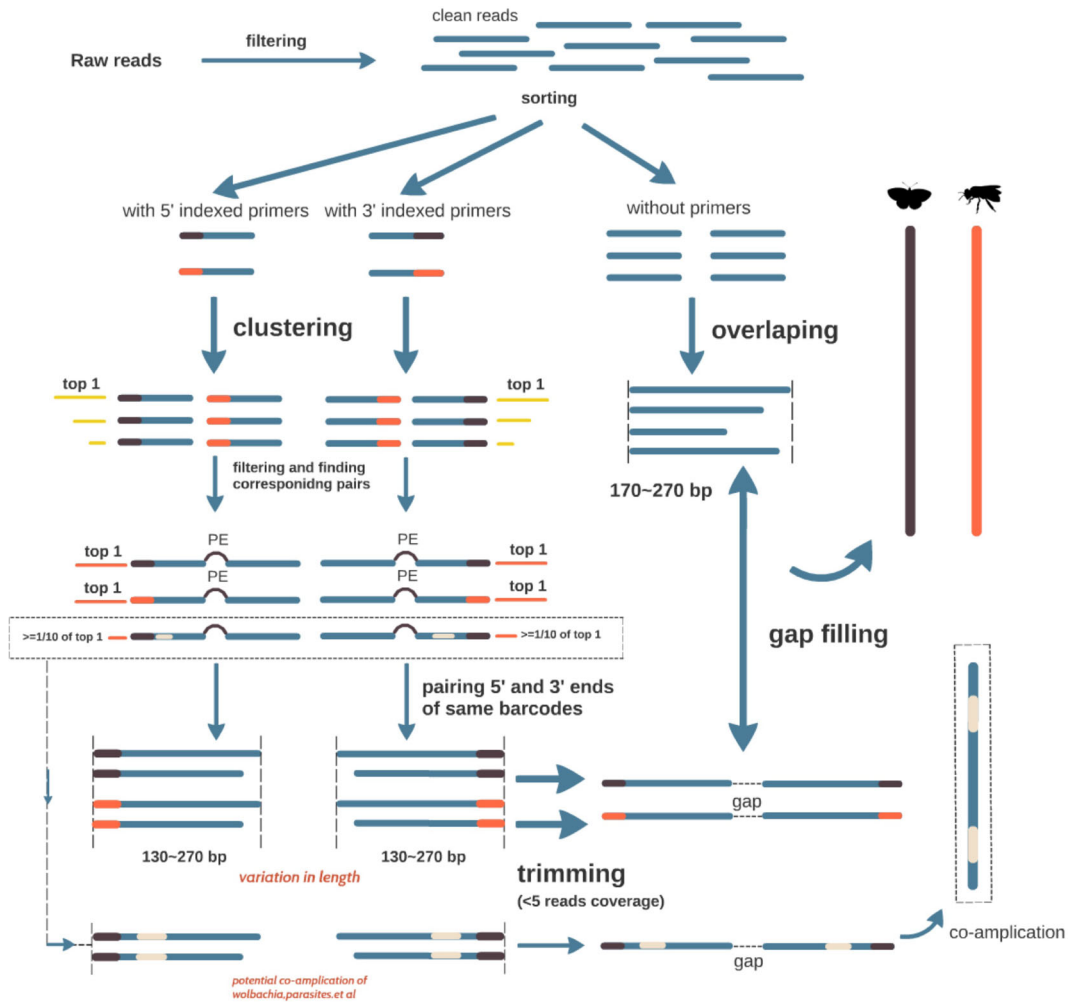 clean reads
filtering
Raw reads
sorting
with 5' indexed primers
with 3' indexed primers
without primers
clustering
overlaping
top 1
top 1
filtering and finding
corresponidng pairs
170~270 bp
PE
PE
top 1
top 1
PE
PE
top 1
top 1
>=1/10 of top 1
>=1/10 of top 1
gap filling
pairing 5' and 3' ends
of same barcodes
gap
130~270 bp
130~270 bp
variation in length
trimming
(<5 reads coverage)
co-amplication
gap
potential co-amplication of
wolbachia,parasites.et al